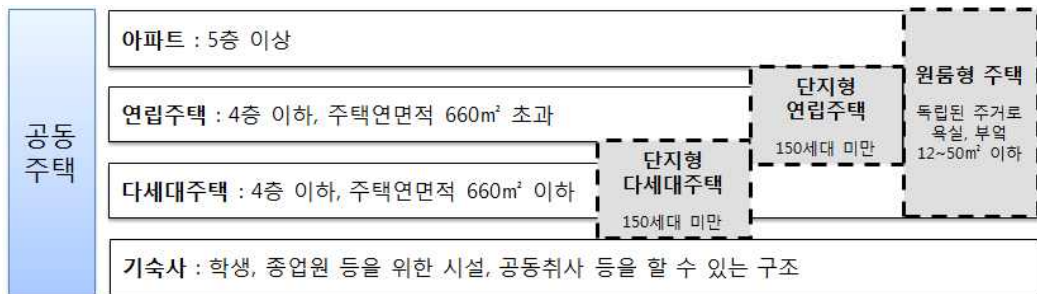 공동
주택
아파트 : 5층 이상
연립주택 : 4층 이하, 주택연면적 660㎡ 초과
다세대주택 : 4층 이하, 주택연면적 660㎡ 이하
기숙사 : 학생, 종업원 등을 위한 시설, 공동취사 등을 할 수 있는 구조
단지형
다세대주택
150세대 미만
단지형
연립주택
150세대 미만
원룸형 주택
독립된 주거로
욕실, 부엌
12~50㎡ 이하